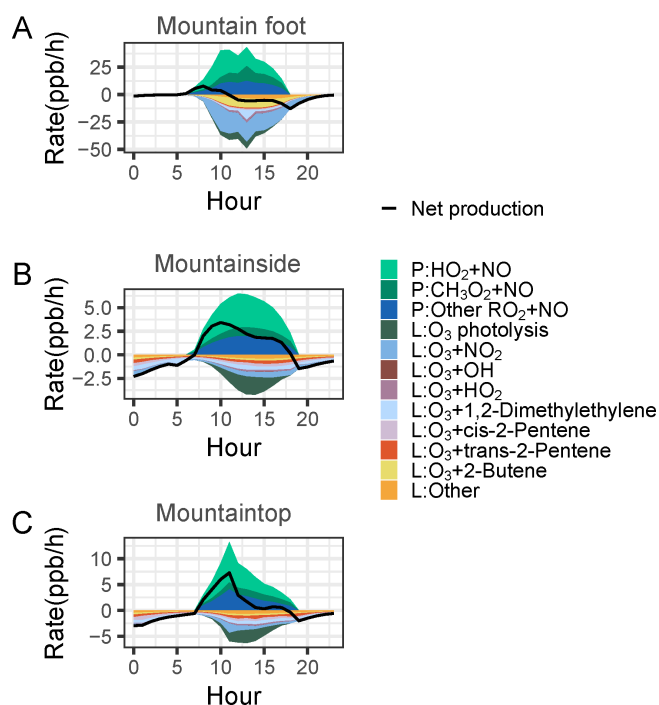 A
Mountain foot
Rate(ppb/h)
25
0
−25
−50
0 5 10 15 20
Hour
Net production
B
Mountainside
Rate(ppb/h)
5.0
2.5
0.0
−2.5
0 5 10 15 20
Hour
P:HO₂+NO
P:CH₃O₂+NO
P:Other RO₂+NO
L:O₃ photolysis
L:O₃+NO₂
L:O₃+OH
L:O₃+HO₂
L:O₃+1,2-Dimethylethylene
L:O₃+cis-2-Pentene
L:O₃+trans-2-Pentene
L:O₃+2-Butene
L:Other
C
Mountaintop
Rate(ppb/h)
10
5
0
−5
0 5 10 15 20
Hour